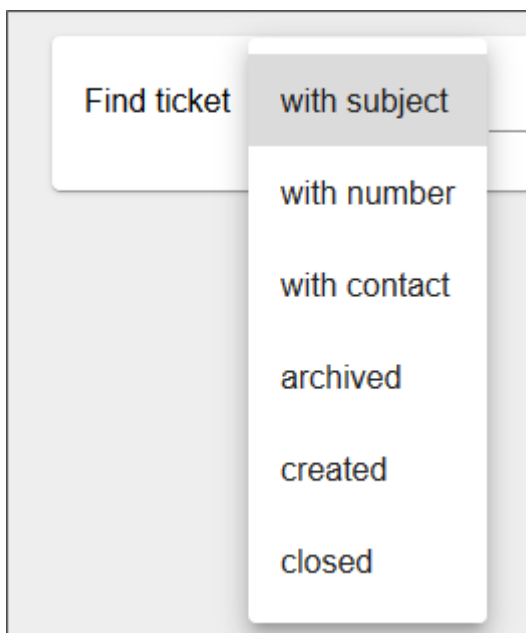 Find ticket with subject
with number
with contact
archived
created
closed